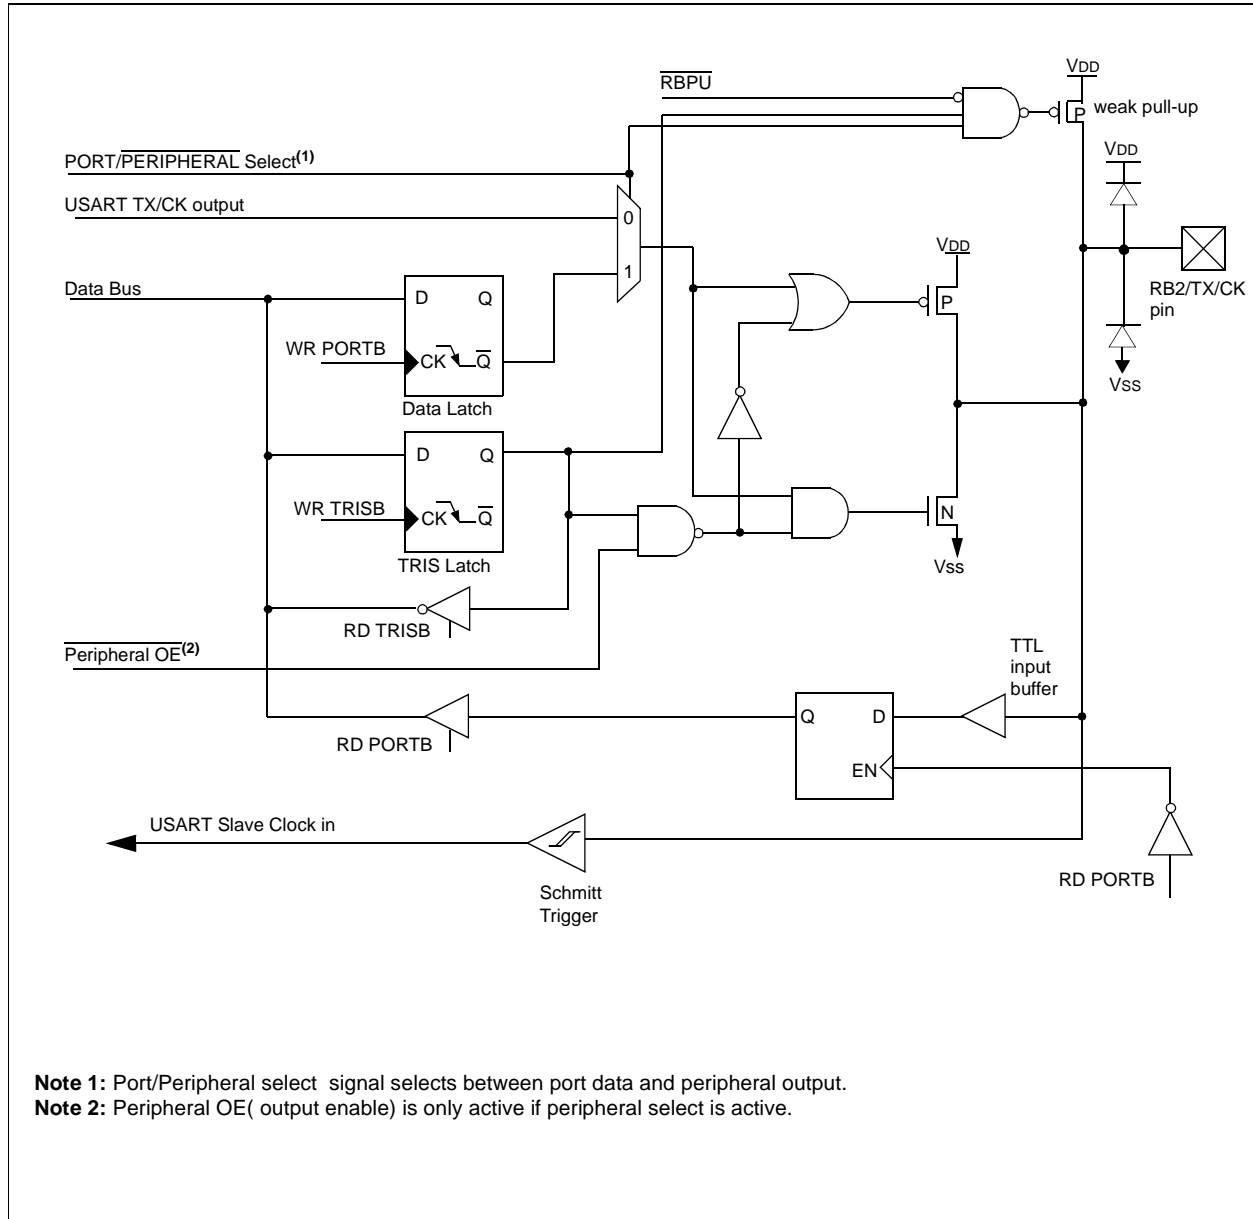 VDD
RBPU
P
weak pull-up
VDD
PORT/PERIPHERAL Select(1)
USART TX/CK output
0
VDD
1
RB2/TX/CK
pin
Data Bus
D Q
P
WR PORTB
CK Q
Data Latch
VSS
D Q
WR TRISB
CK Q
N
TRIS Latch
Vss
RD TRISB
Peripheral OE(2)
TTL
input
buffer
Q D
RD PORTB
EN
USART Slave Clock in
RD PORTB
Schmitt
Trigger
Note 1: Port/Peripheral select signal selects between port data and peripheral output.
Note 2: Peripheral OE( output enable) is only active if peripheral select is active.